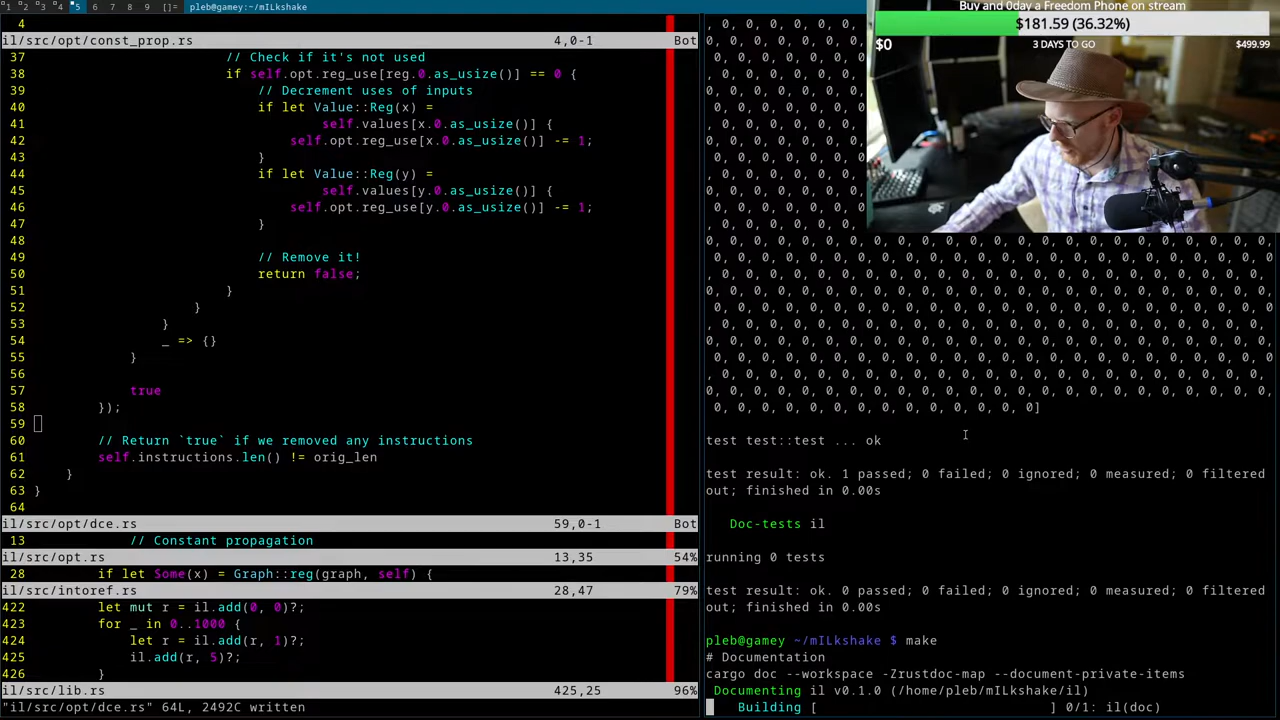 1 2 3 4 5 6 7 8 9 []= pleb@gamey:~/mILkshake
4
il/src/opt/const_prop.rs 4,0-1 Bot
37 // Check if it's not used
38 if self.opt.reg_use[reg.0.as_usize()] == 0 {
39 // Decrement uses of inputs
40 if let Value::Reg(x) =
41 self.values[x.0.as_usize()] {
42 self.opt.reg_use[x.0.as_usize()] -= 1;
43 }
44 if let Value::Reg(y) =
45 self.values[y.0.as_usize()] {
46 self.opt.reg_use[y.0.as_usize()] -= 1;
47 }
48
49 // Remove it!
50 return false;
51 }
52 }
53 }
54 _ => {}
55 }
56
57 true
58 });
59
60 // Return `true` if we removed any instructions
61 self.instructions.len() != orig_len
62 }
63 }
64
il/src/opt/dce.rs 59,0-1 Bot
13 // Constant propagation
il/src/opt.rs 13,35 54%
28 if let Some(x) = Graph::reg(graph, self) {
il/src/intoref.rs 28,47 79%
422 let mut r = il.add(0, 0)?;
423 for _ in 0..1000 {
424 let r = il.add(r, 1)?;
425 il.add(r, 5)?;
426 }
il/src/lib.rs 425,25 96%
"il/src/opt/dce.rs" 64L, 2492C written
Buy and 0day a Freedom Phone on stream
$181.59 (36.32%)
$0 3 DAYS TO GO $499.99
0, 0, 0, 0, 0, 0, 0, 0, 0, 0, 0]
test test::test ... ok
test result: ok. 1 passed; 0 failed; 0 ignored; 0 measured; 0 filtered
out; finished in 0.00s
Doc-tests il
running 0 tests
test result: ok. 0 passed; 0 failed; 0 ignored; 0 measured; 0 filtered
out; finished in 0.00s
pleb@gamey ~/mILkshake $ make
# Documentation
cargo doc --workspace -Zrustdoc-map --document-private-items
Documenting il v0.1.0 (/home/pleb/mILkshake/il)
Building [ ] 0/1: il(doc)